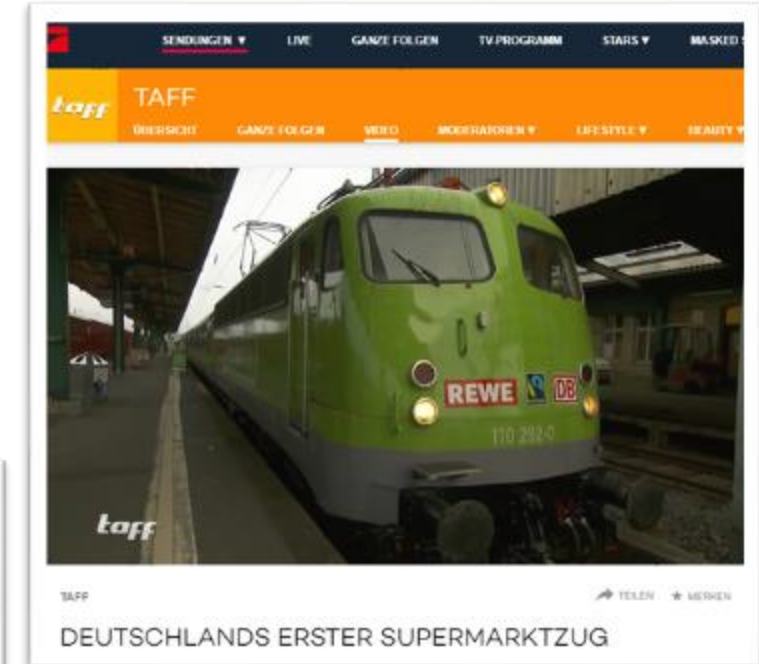 SENDUNGEN ▼ LIVE GANZE FOLGEN TV-PROGRAMM STARS ▼ MASKED
taff TAFF
ÜBERSICHT GANZE FOLGEN VIDEO MODERATOREN ▼ LIFESTYLE ▼ BEAUTY ▼
REWE DB
110 292-0
taff
TAFF TEILEN ★ MERKEN
DEUTSCHLANDS ERSTER SUPERMARKTZUG